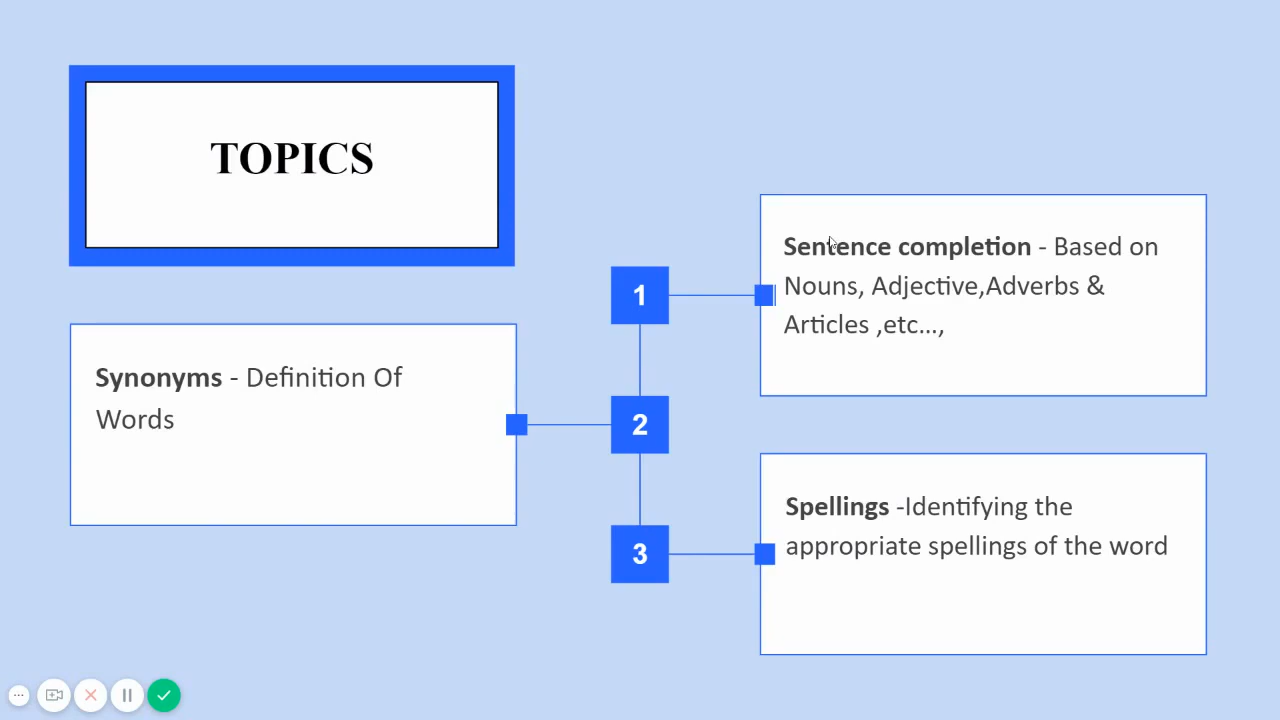 TOPICS
1
Sentence completion - Based on
Nouns, Adjective,Adverbs &
Articles ,etc...,
Synonyms - Definition Of
Words
2
3
Spellings -Identifying the
appropriate spellings of the word